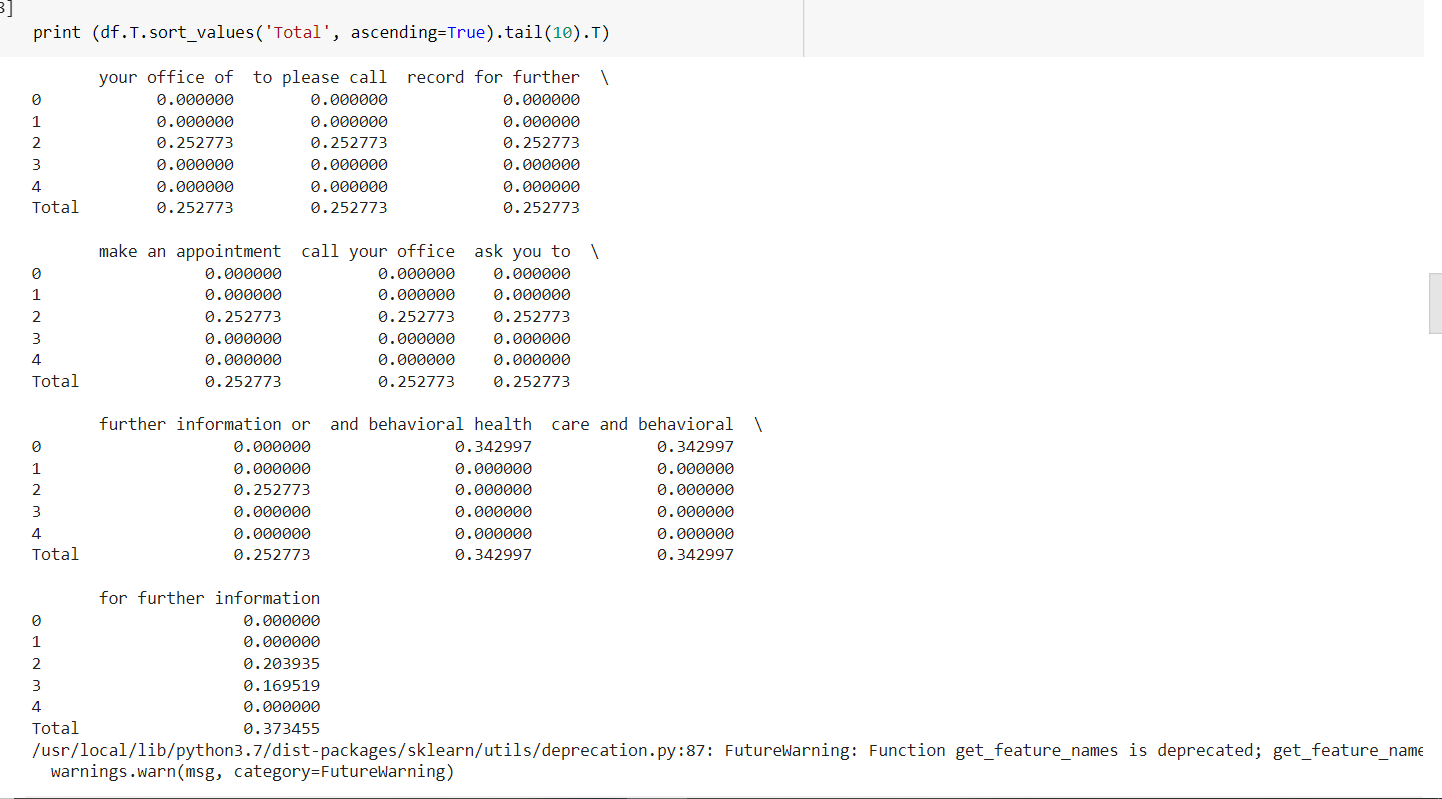 3]
print (df.T.sort_values('Total', ascending=True).tail(10).T)
your office of  to please call  record for further  \
0 0.000000 0.000000 0.000000
1 0.000000 0.000000 0.000000
2 0.252773 0.252773 0.252773
3 0.000000 0.000000 0.000000
4 0.000000 0.000000 0.000000
Total 0.252773 0.252773 0.252773
make an appointment  call your office  ask you to  \
0 0.000000 0.000000 0.000000
1 0.000000 0.000000 0.000000
2 0.252773 0.252773 0.252773
3 0.000000 0.000000 0.000000
4 0.000000 0.000000 0.000000
Total 0.252773 0.252773 0.252773
further information or  and behavioral health  care and behavioral  \
0 0.000000 0.342997 0.342997
1 0.000000 0.000000 0.000000
2 0.252773 0.000000 0.000000
3 0.000000 0.000000 0.000000
4 0.000000 0.000000 0.000000
Total 0.252773 0.342997 0.342997
for further information
0 0.000000
1 0.000000
2 0.203935
3 0.169519
4 0.000000
Total 0.373455
/usr/local/lib/python3.7/dist-packages/sklearn/utils/deprecation.py:87: FutureWarning: Function get_feature_names is deprecated; get_feature_name
warnings.warn(msg, category=FutureWarning)